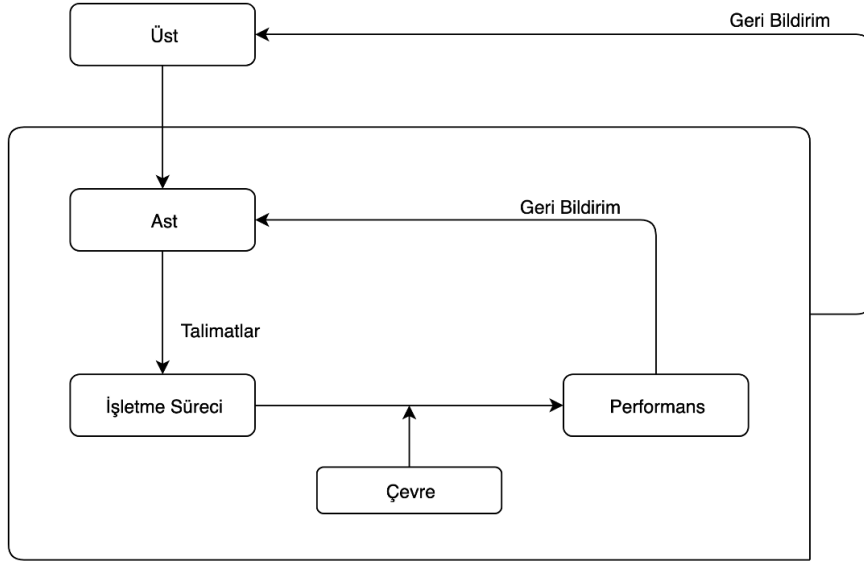 Geri Bildirim
Üst
Ast
Geri Bildirim
Talimatlar
İşletme Süreci
Performans
Çevre